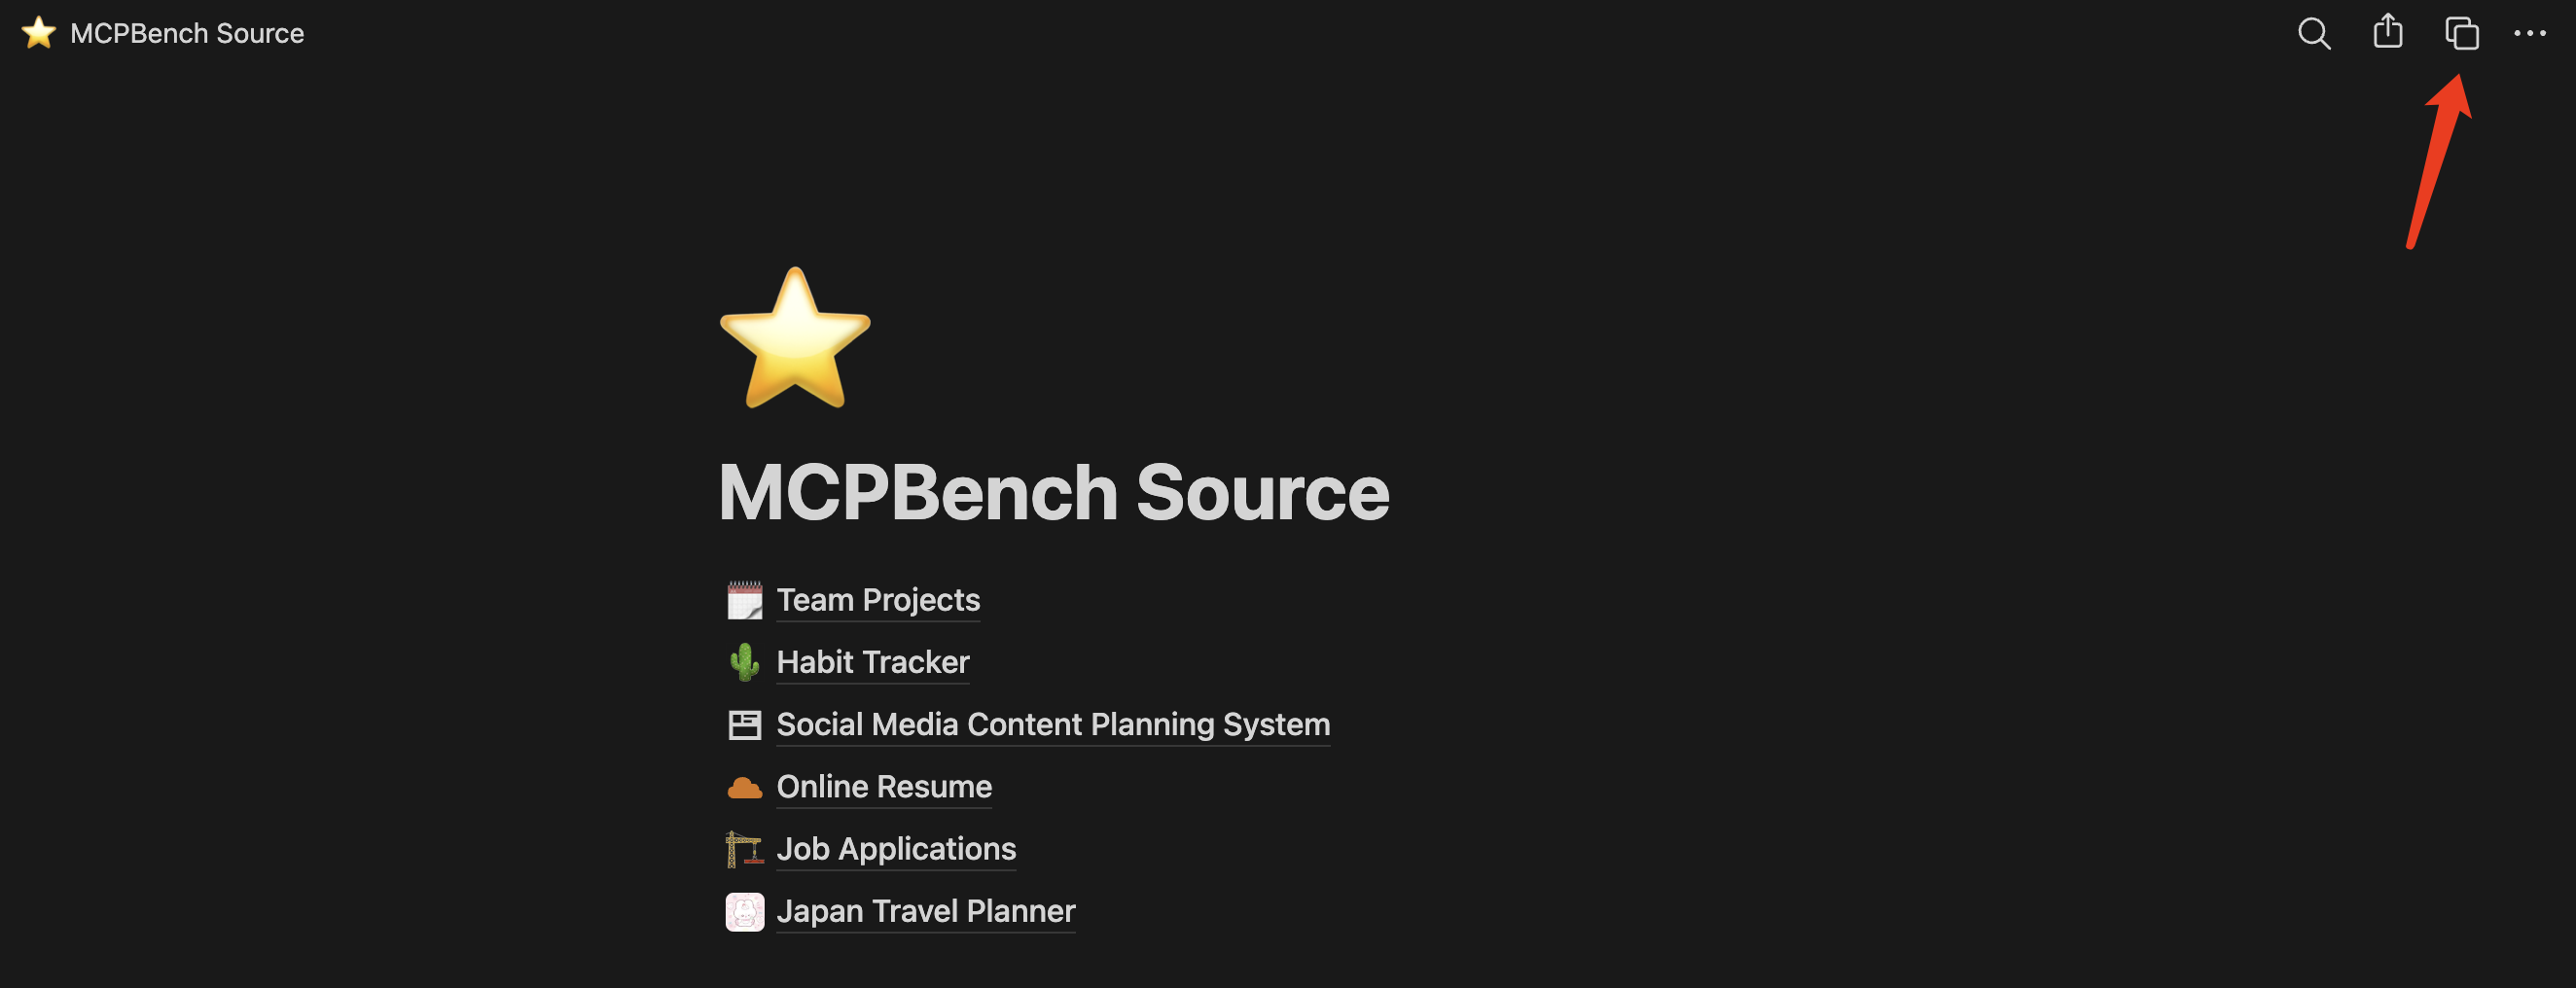 MCPBench Source
MCPBench Source
Team Projects
Habit Tracker
Social Media Content Planning System
Online Resume
Job Applications
Japan Travel Planner